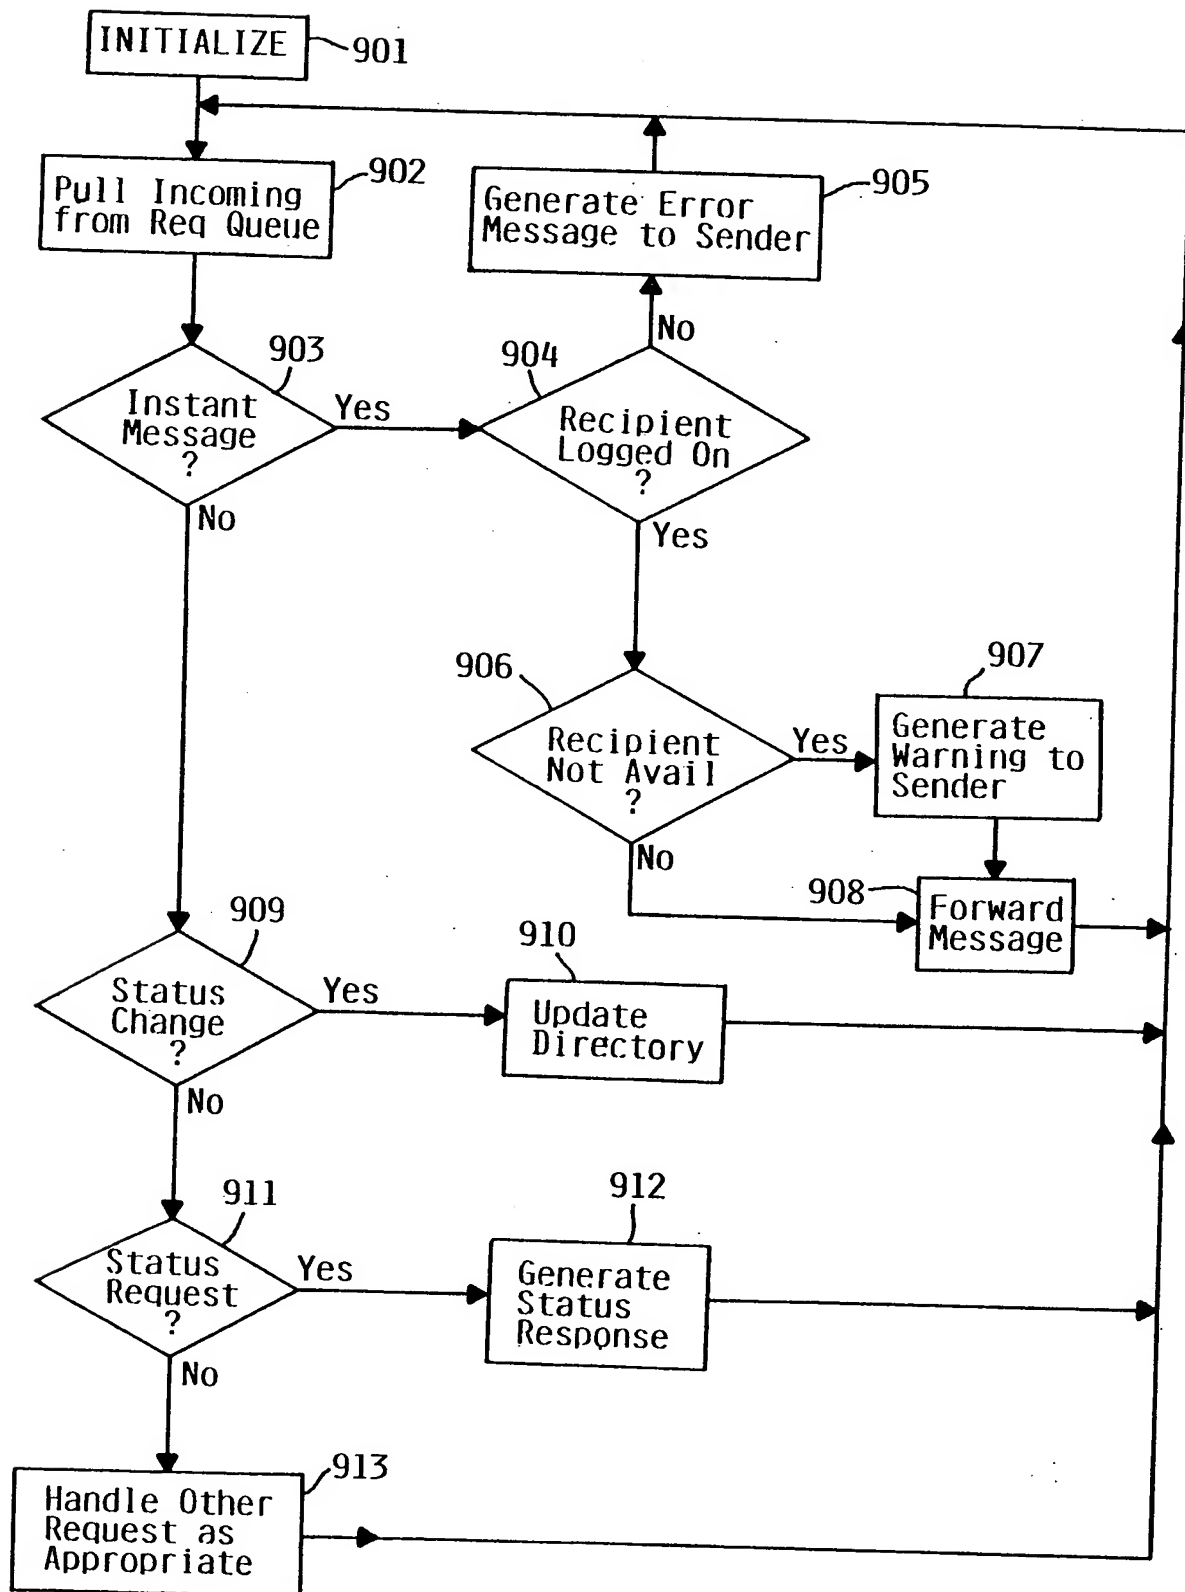 INITIALIZE
901
Pull Incoming
from Req Queue
902
Generate Error
Message to Sender
905
No
903
Instant
Message
?
Yes
904
Recipient
Logged On
?
No
Yes
906
Recipient
Not Avail
?
Yes
907
Generate
Warning to
Sender
No
908
Forward
Message
909
Status
Change
?
Yes
910
Update
Directory
No
911
Status
Request
?
Yes
912
Generate
Status
Response
No
913
Handle Other
Request as
Appropriate